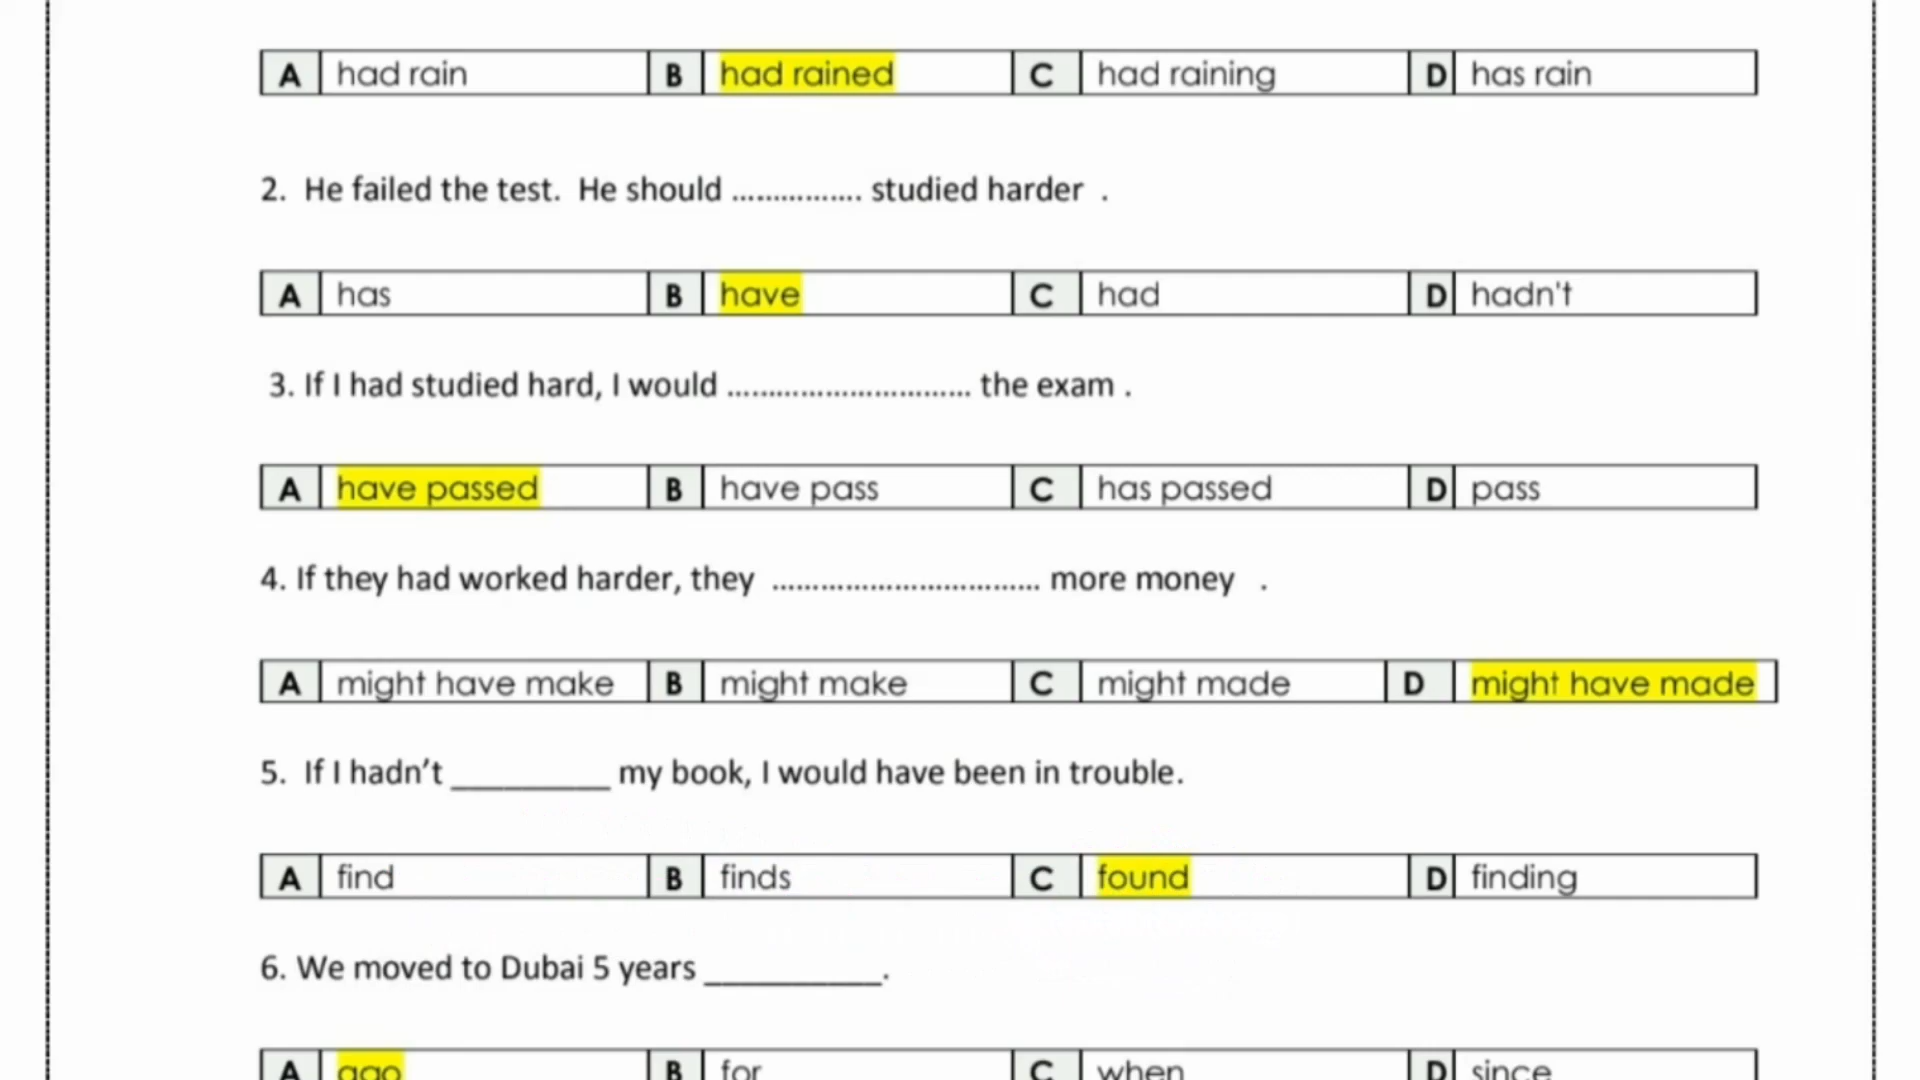 A had rain B had rained C had raining D has rain
2. He failed the test. He should ................ studied harder .
A has B have C had D hadn't
3. If I had studied hard, I would .............................. the exam .
A have passed B have pass C has passed D pass
4. If they had worked harder, they ................................. more money .
A might have make B might make C might made D might have made
5. If I hadn’t _________ my book, I would have been in trouble.
A find B finds C found D finding
6. We moved to Dubai 5 years __________.
A ago B for C when D since